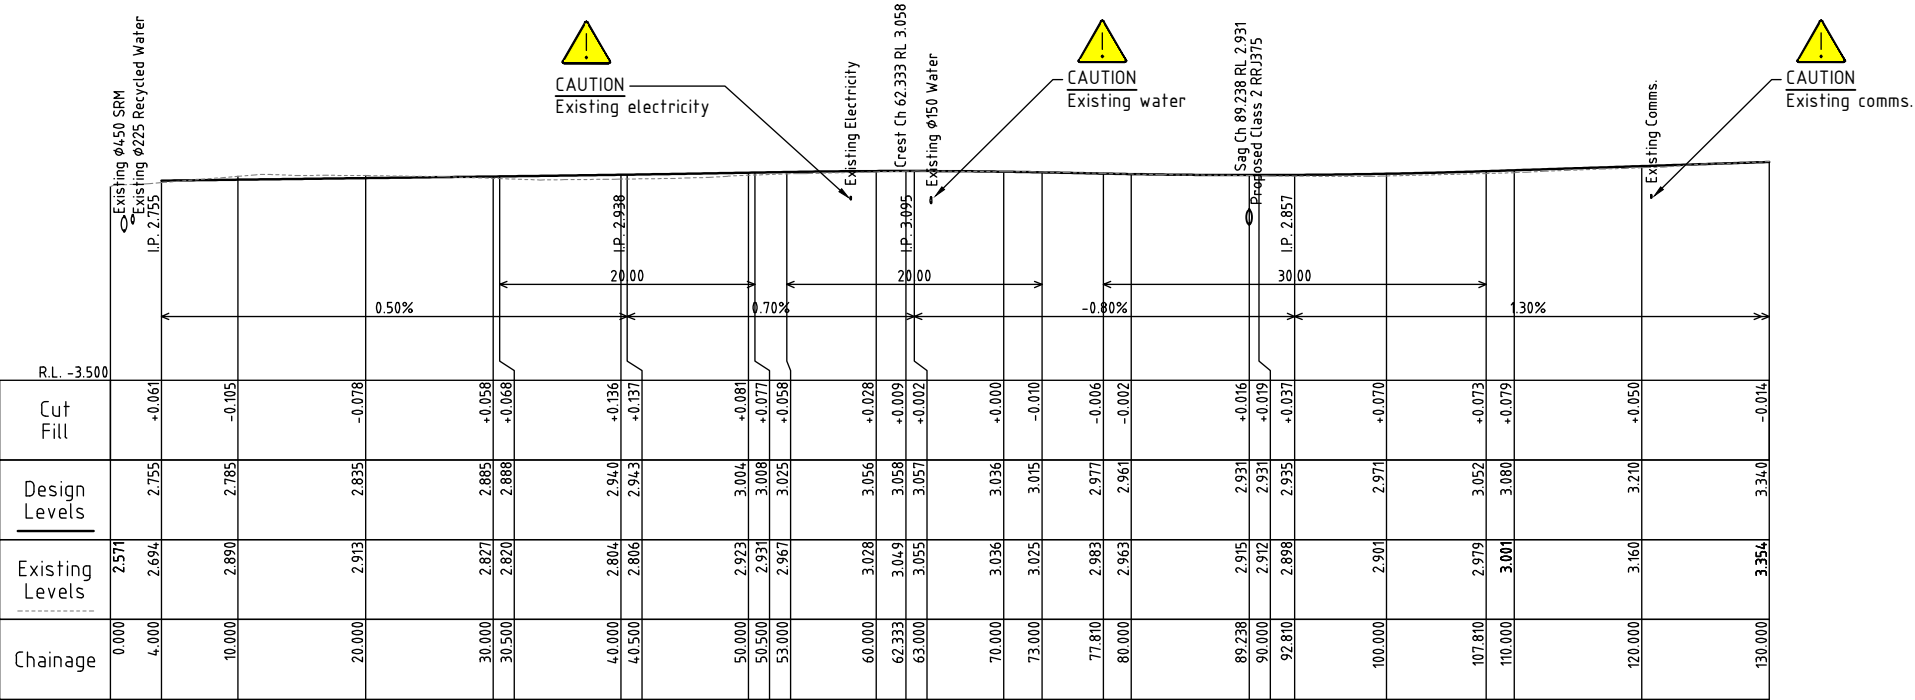 Existing Ø450 SRM
Existing Ø225 Recycled Water
I.P. 2.755
CAUTION
Existing electricity
I.P. 2.938
Existing Electricity
Crest Ch 62.333 RL 3.058
I.P. 3.095
Existing Ø150 Water
CAUTION
Existing water
Sag Ch 89.238 RL 2.931
Proposed Class 2 RRJ375
I.P. 2.857
Existing Comms.
CAUTION
Existing comms.
20.00 20.00 30.00
0.50% 0.70% -0.80% 1.30%
R.L. -3.500
Cut
Fill
+0.061 -0.105 -0.078 +0.058 +0.068 +0.136 +0.137 +0.081 +0.077 +0.058 +0.028 +0.009 +0.002 +0.000 -0.010 -0.006 -0.002 +0.016 +0.019 +0.037 +0.070 +0.073 +0.079 +0.050 -0.014
Design
Levels
2.755 2.785 2.835 2.885 2.888 2.940 2.943 3.004 3.008 3.025 3.056 3.058 3.057 3.036 3.015 2.977 2.961 2.931 2.931 2.935 2.971 3.052 3.080 3.210 3.340
Existing
Levels
2.571 2.694 2.890 2.913 2.827 2.820 2.804 2.806 2.923 2.931 2.967 3.028 3.049 3.055 3.036 3.025 2.983 2.963 2.915 2.912 2.898 2.901 2.979 3.001 3.160 3.354
Chainage
0.000 4.000 10.000 20.000 30.000 30.500 40.000 40.500 50.000 50.500 53.000 60.000 62.333 63.000 70.000 73.000 77.810 80.000 89.238 90.000 92.810 100.000 107.810 110.000 120.000 130.000